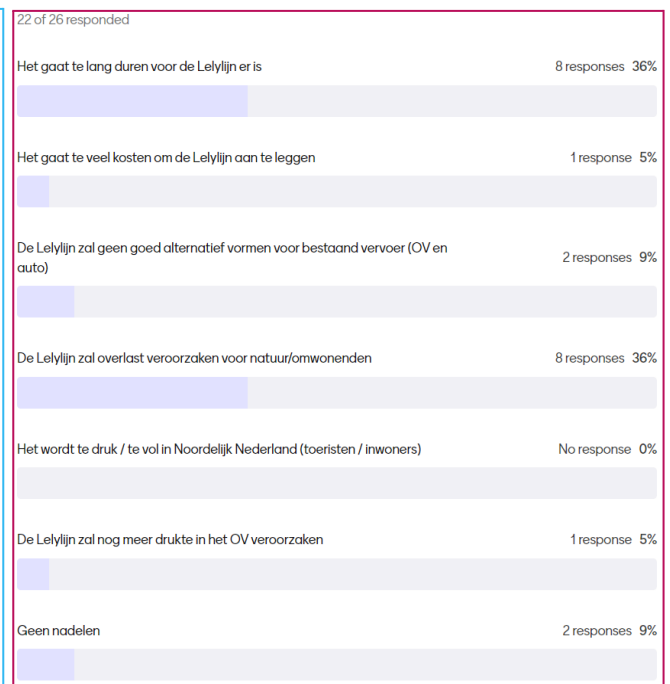 22 of 26 responded
Het gaat te lang duren voor de Lelylijn er is 8 responses 36%
Het gaat te veel kosten om de Lelylijn aan te leggen 1 response 5%
De Lelylijn zal geen goed alternatief vormen voor bestaand vervoer (OV en
auto) 2 responses 9%
De Lelylijn zal overlast veroorzaken voor natuur/omwonenden 8 responses 36%
Het wordt te druk / te vol in Noordelijk Nederland (toeristen / inwoners) No response 0%
De Lelylijn zal nog meer drukte in het OV veroorzaken 1 response 5%
Geen nadelen 2 responses 9%